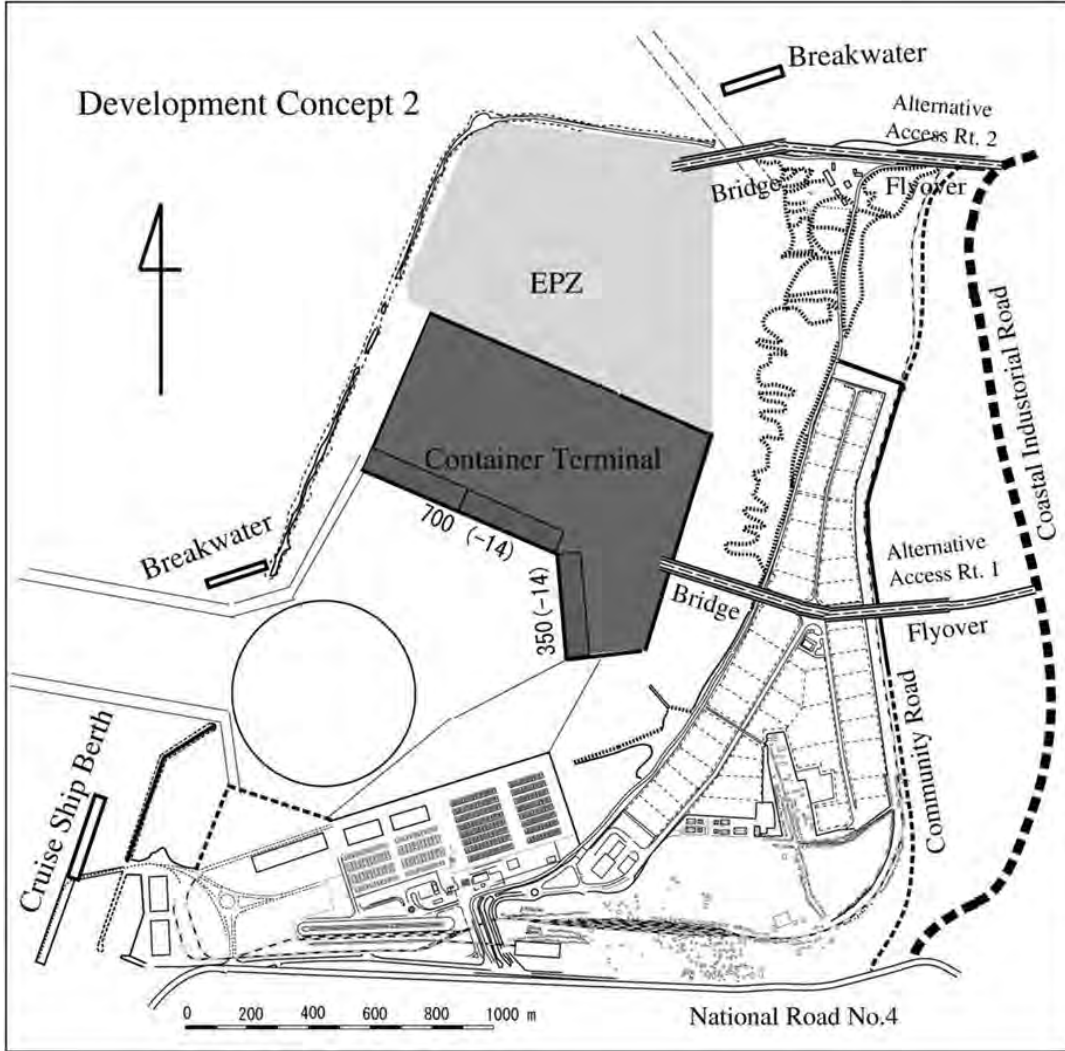 Development Concept 2
Breakwater
Alternative
Access Rt. 2
Bridge
Flyover
EPZ
Coastal Industorial Road
Container Terminal
700 (-14)
Breakwater
350 (-14)
Alternative
Access Rt. 1
Bridge
Flyover
Community Road
Cruise Ship Berth
National Road No.4
0 200 400 600 800 1000 m